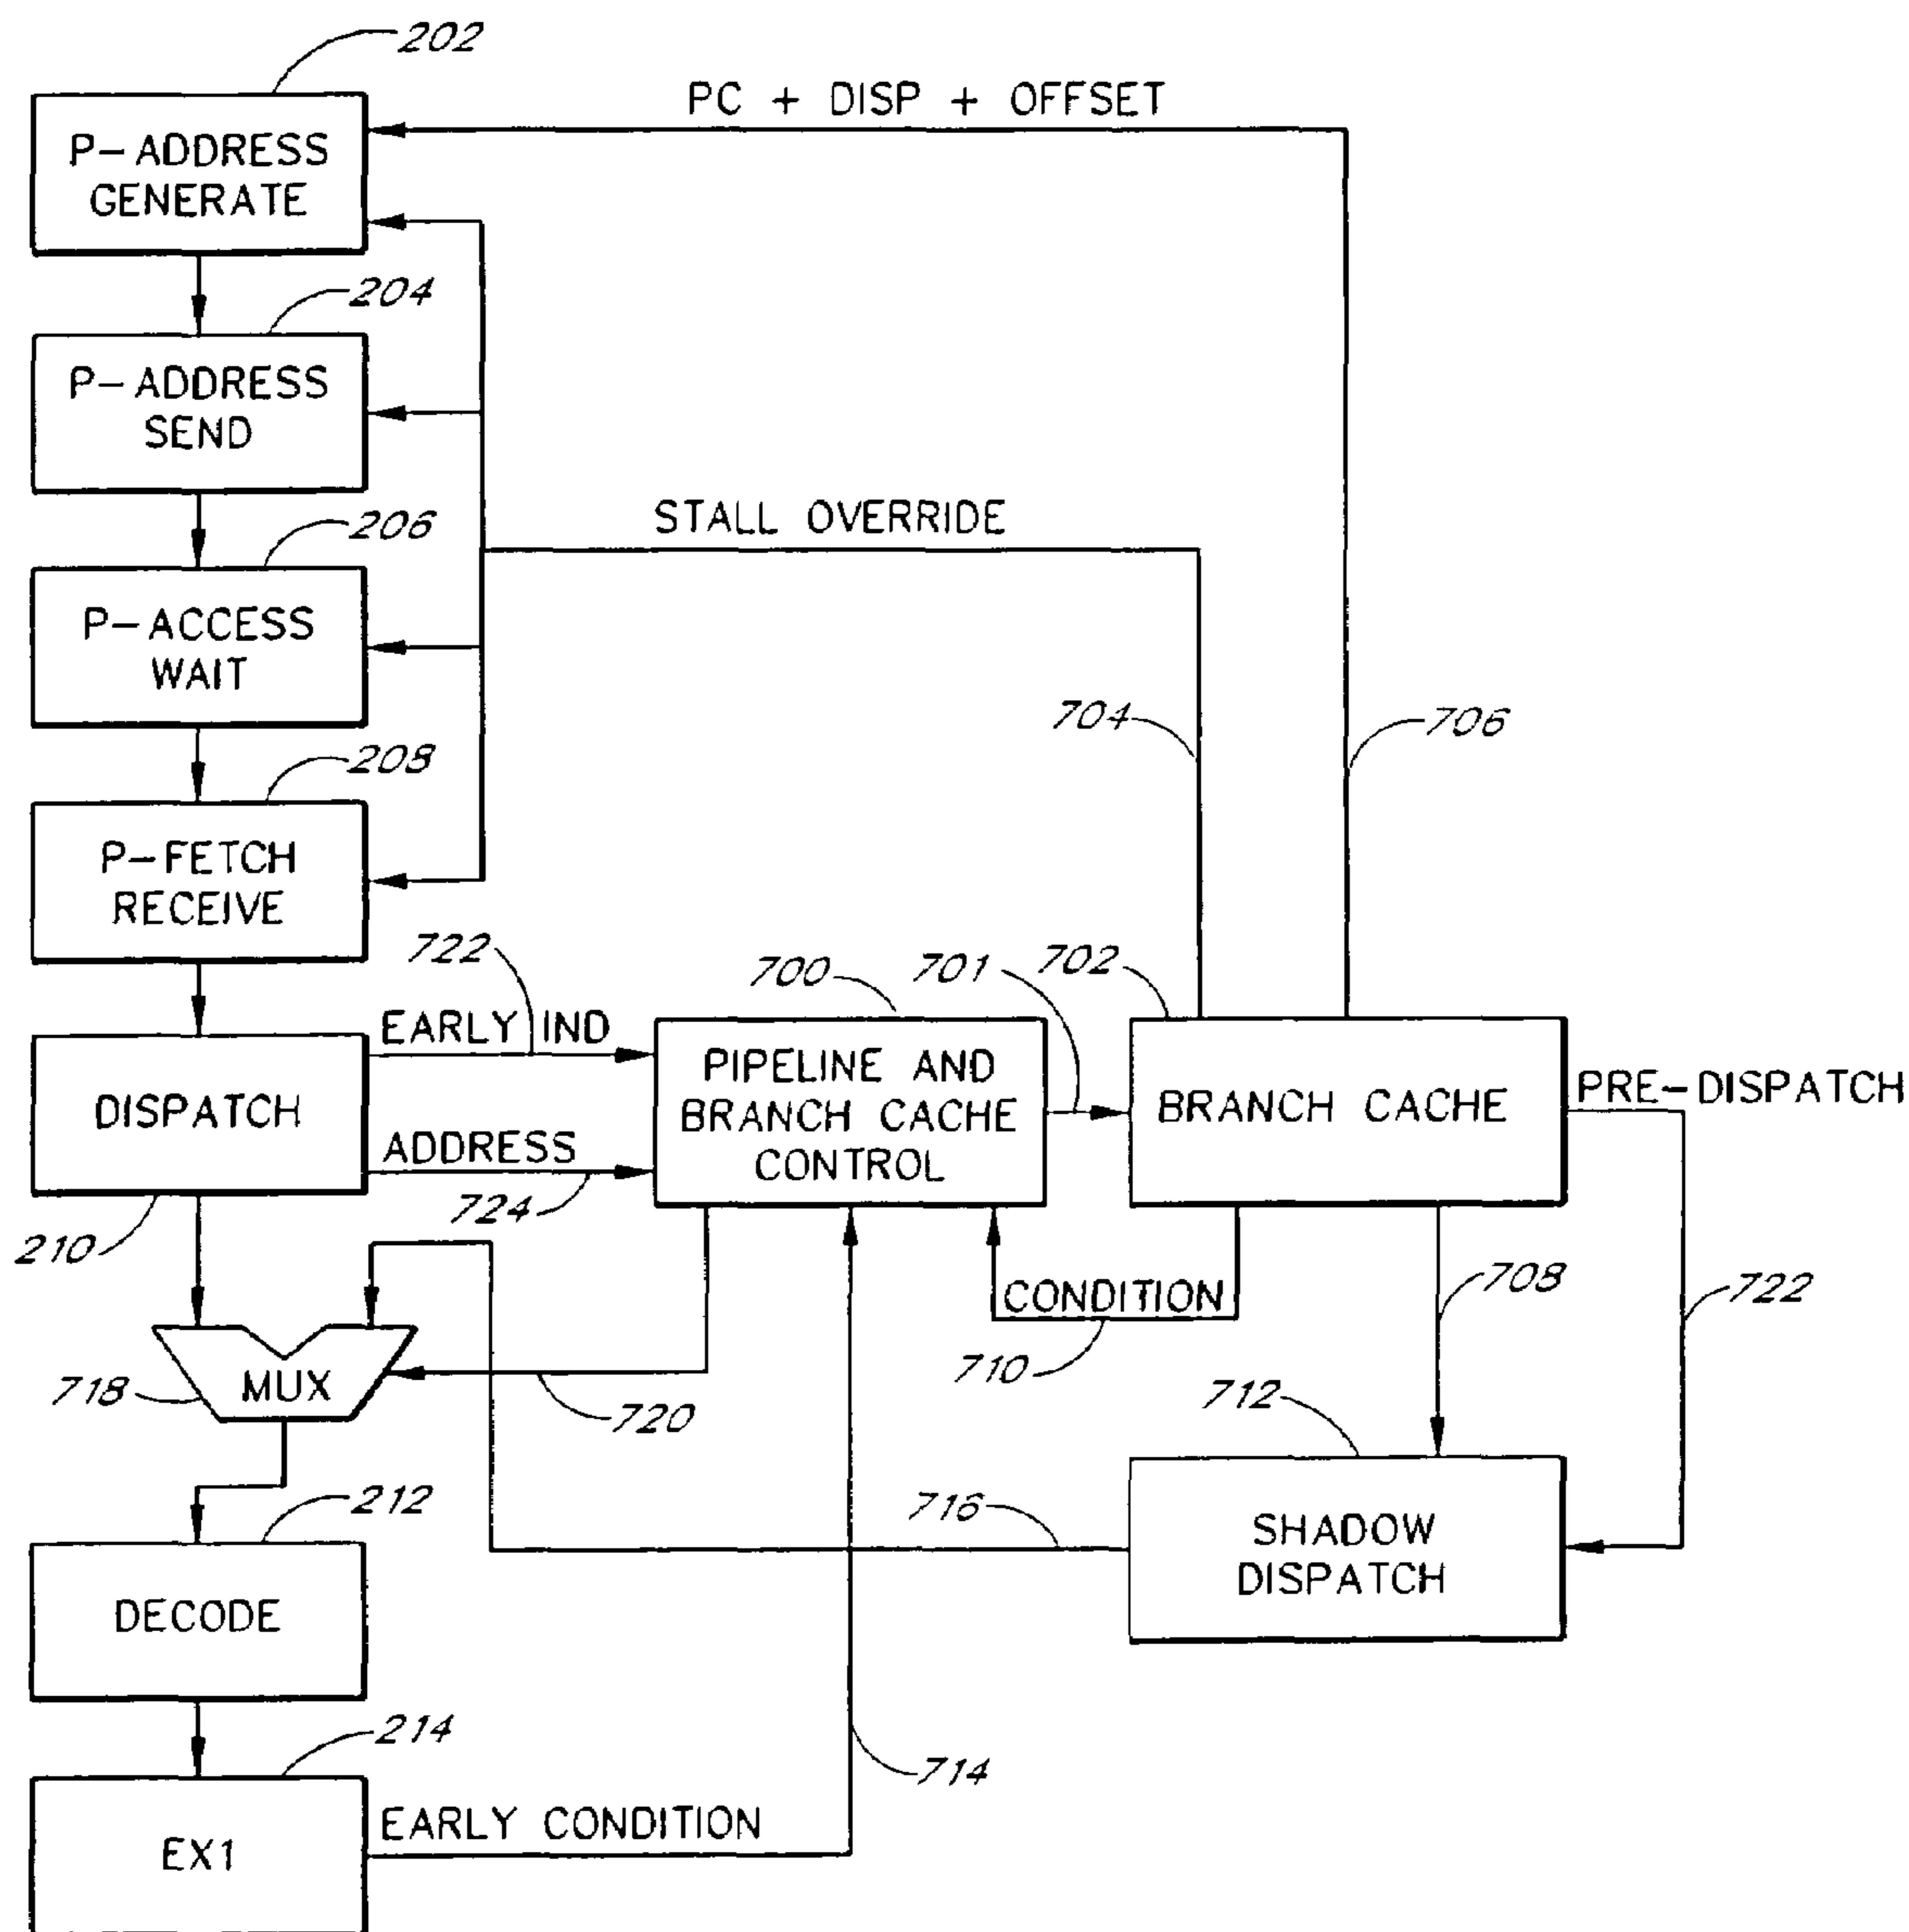 202
PC + DISP + OFFSET
P-ADDRESS
GENERATE
204
P-ADDRESS
SEND
STALL OVERRIDE
206
P-ACCESS
WAIT
704
706
208
P-FETCH
RECEIVE
722
700
701
702
EARLY IND
PIPELINE AND
BRANCH CACHE
CONTROL
BRANCH CACHE
PRE-DISPATCH
DISPATCH
ADDRESS
724
210
CONDITION
708
722
710
MUX
718
720
712
212
716
SHADOW
DISPATCH
DECODE
214
714
EARLY CONDITION
EX1